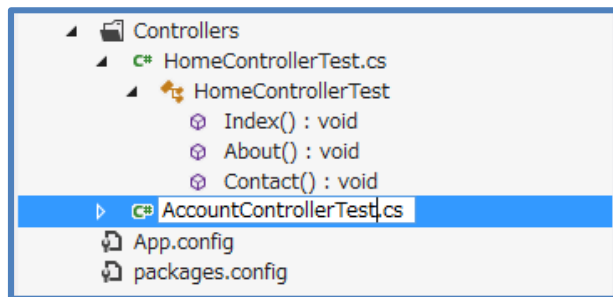 Controllers
C# HomeControllerTest.cs
HomeControllerTest
Index() : void
About() : void
Contact() : void
C# AccountControllerTest.cs
App.config
packages.config